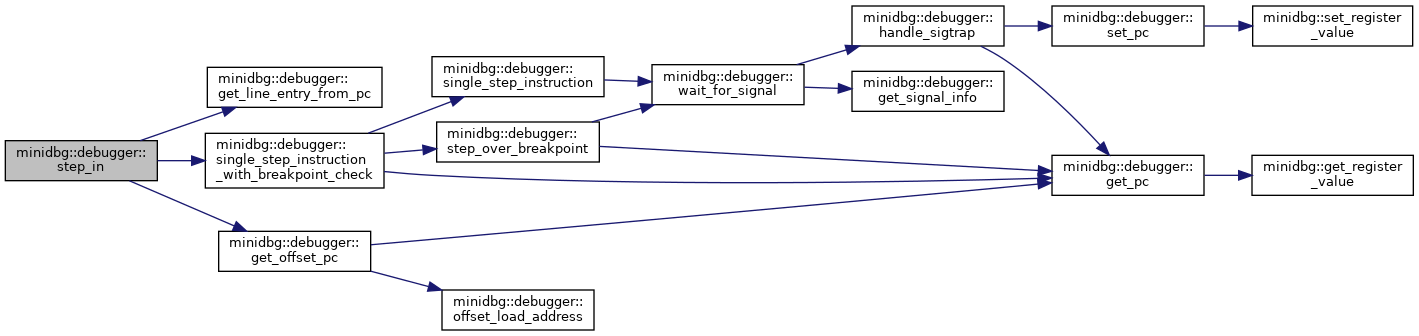 minidbg::debugger::
step_in
minidbg::debugger::
get_line_entry_from_pc
minidbg::debugger::
single_step_instruction
_with_breakpoint_check
minidbg::debugger::
get_offset_pc
minidbg::debugger::
single_step_instruction
minidbg::debugger::
step_over_breakpoint
minidbg::debugger::
offset_load_address
minidbg::debugger::
wait_for_signal
minidbg::debugger::
handle_sigtrap
minidbg::debugger::
get_signal_info
minidbg::debugger::
set_pc
minidbg::debugger::
get_pc
minidbg::set_register
_value
minidbg::get_register
_value